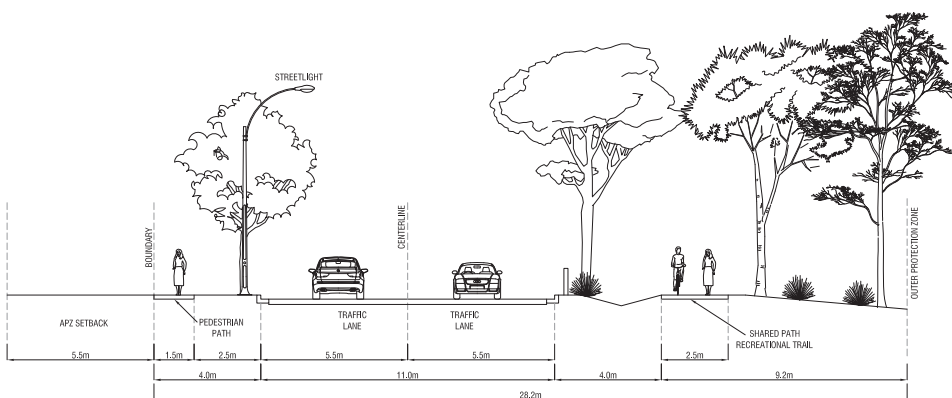 STREETLIGHT
BOUNDARY
CENTERLINE
OUTER PROTECTION ZONE
APZ SETBACK
PEDESTRIAN
PATH
TRAFFIC
LANE
TRAFFIC
LANE
SHARED PATH
RECREATIONAL TRAIL
5.5m
1.5m
2.5m
5.5m
5.5m
2.5m
4.0m
11.0m
4.0m
9.2m
28.2m